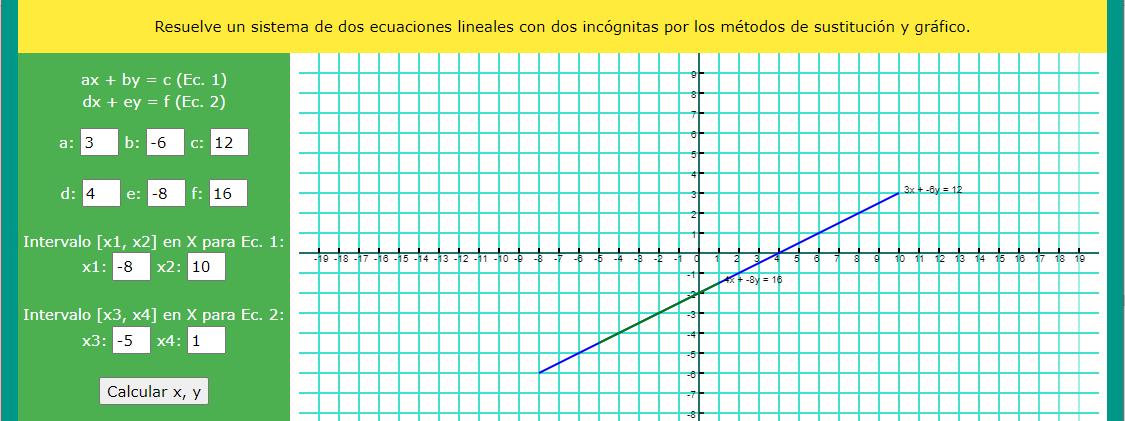 Resuelve un sistema de dos ecuaciones lineales con dos incógnitas por los métodos de sustitución y gráfico.
ax + by = c (Ec. 1)
dx + ey = f (Ec. 2)
a: 3 b: -6 c: 12
d: 4 e: -8 f: 16
Intervalo [x1, x2] en X para Ec. 1:
x1: -8 x2: 10
Intervalo [x3, x4] en X para Ec. 2:
x3: -5 x4: 1
Calcular x, y
9
8
7
6
5
4
3
2
1
3x + -6y = 12
-19 -18 -17 -16 -15 -14 -13 -12 -11 -10 -9 -8 -7 -6 -5 -4 -3 -2 -1 0 1 2 3 4 5 6 7 8 9 10 11 12 13 14 15 16 17 18 19
-1
4x + -8y = 16
-2
-3
-4
-5
-6
-7
-8